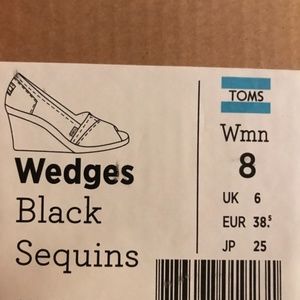 Wedges
Black
Sequins
TOMS
Wmn
8
UK 6
EUR 38.⁵
JP 25